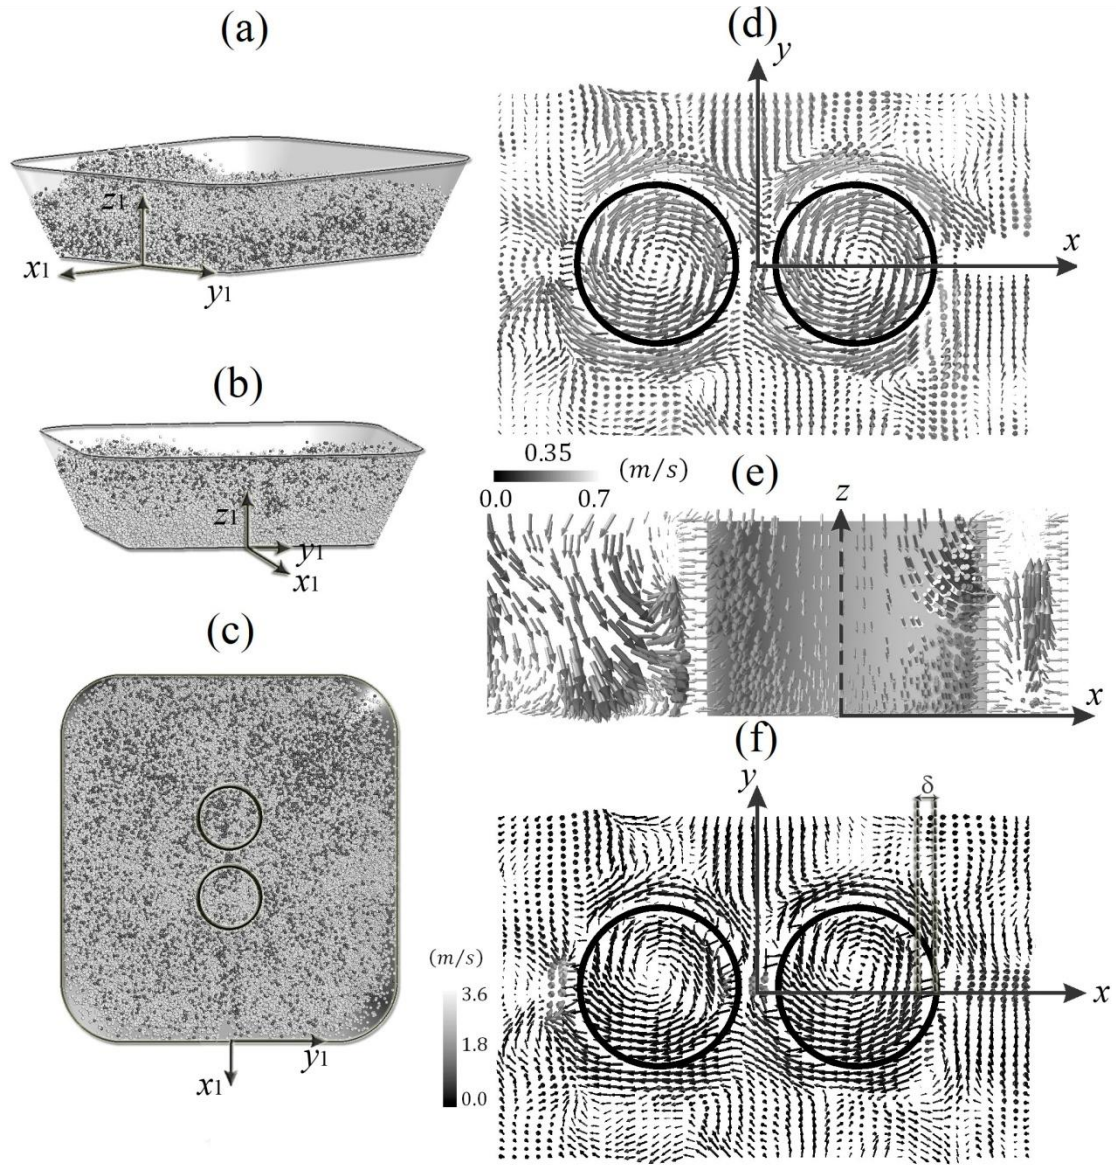 (a)
z1
x1
y1
(b)
z1
y1
x1
(c)
y1
x1
(d)
y
x
0.35
(m/s)
0.0
0.7
(e)
z
x
(f)
y
δ
x
(m/s)
3.6
1.8
0.0